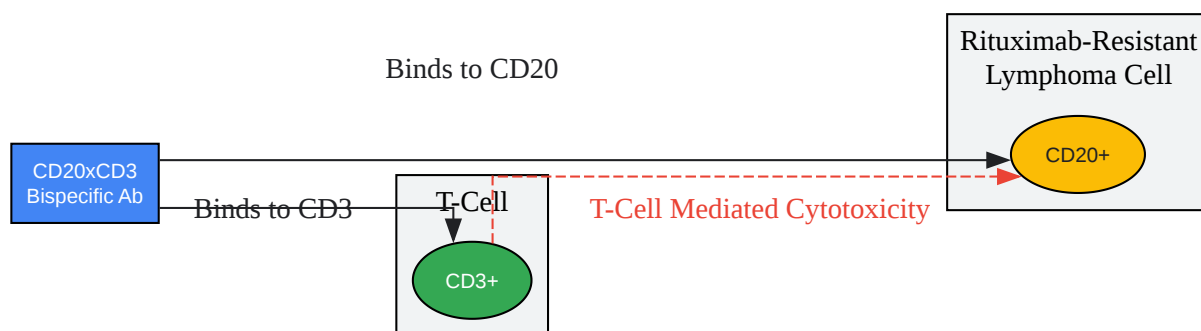 Rituximab-Resistant
Lymphoma Cell
Binds to CD20
CD20+
CD20xCD3
Bispecific Ab
Binds to CD3
T-Cell
T-Cell Mediated Cytotoxicity
CD3+